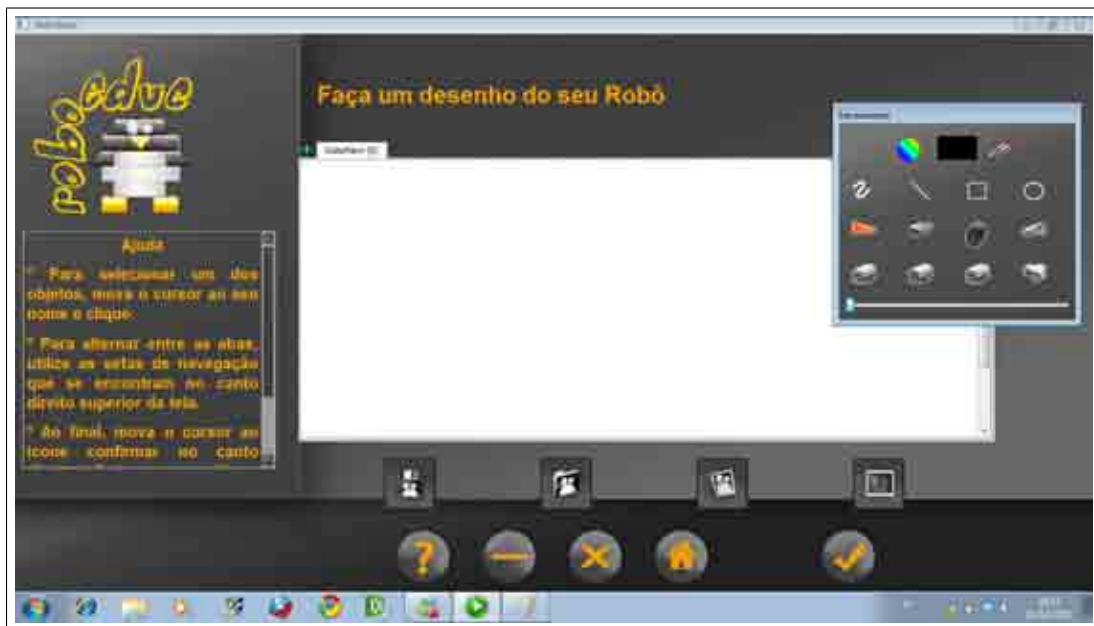 robo educ
Faça um desenho do seu Robô
Ajuda
* Para selecionar um dos
objetos, mova o cursor ao seu
nome e clique.
* Para alternar entre as abas,
utilize as setas de navegação
que se encontram no canto
direito superior da tela.
* Ao final, mova o cursor ao
ícone confirmar no canto